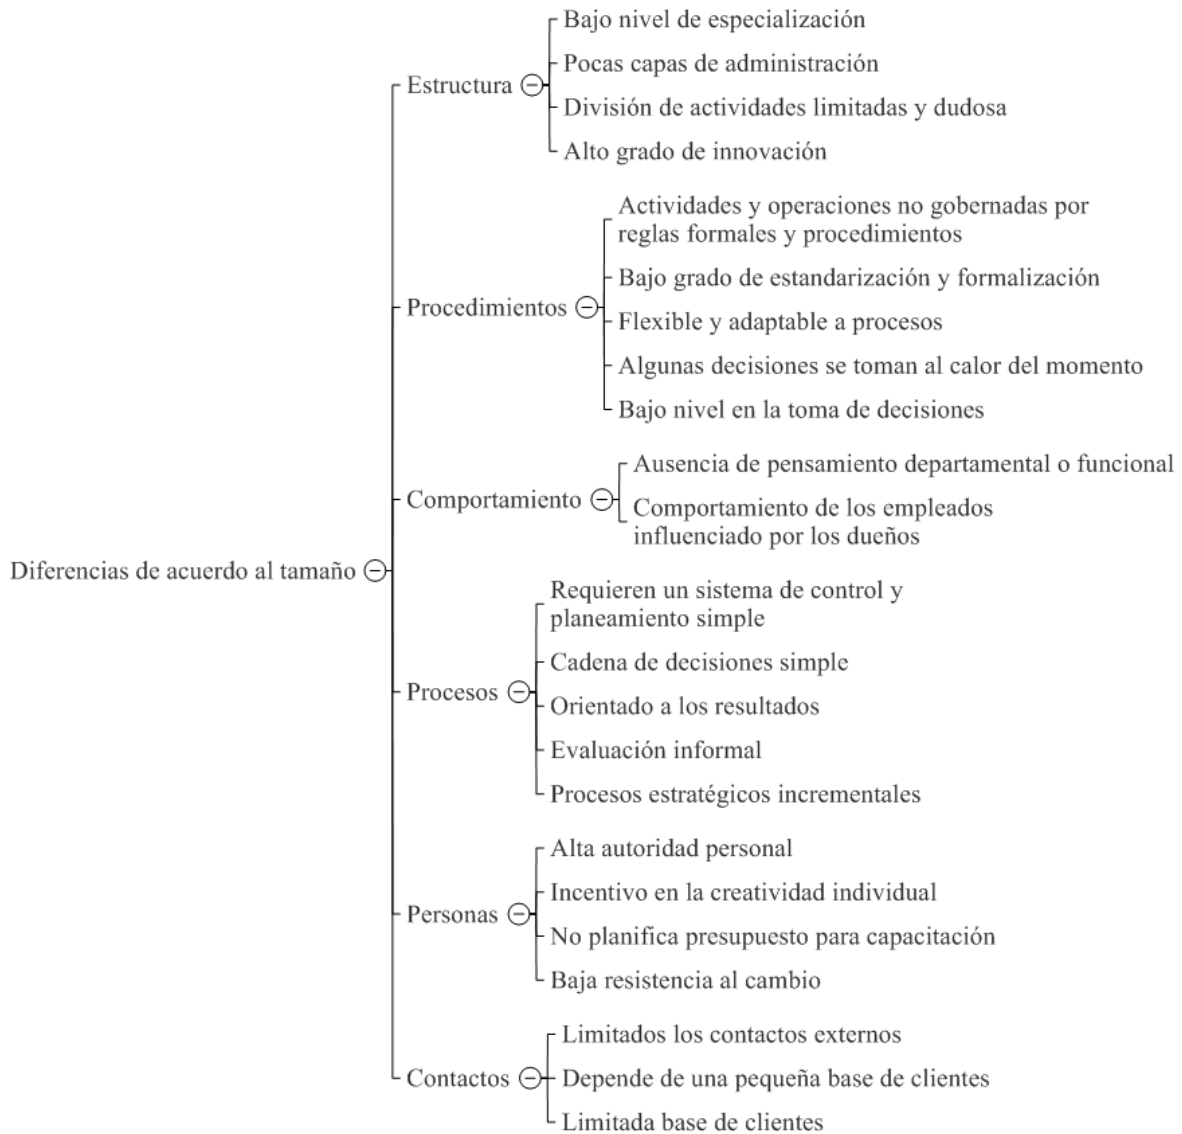 Diferencias de acuerdo al tamaño
Estructura
Bajo nivel de especialización
Pocas capas de administración
División de actividades limitadas y dudosa
Alto grado de innovación
Procedimientos
Actividades y operaciones no gobernadas por
reglas formales y procedimientos
Bajo grado de estandarización y formalización
Flexible y adaptable a procesos
Algunas decisiones se toman al calor del momento
Bajo nivel en la toma de decisiones
Comportamiento
Ausencia de pensamiento departamental o funcional
Comportamiento de los empleados
influenciado por los dueños
Procesos
Requieren un sistema de control y
planeamiento simple
Cadena de decisiones simple
Orientado a los resultados
Evaluación informal
Procesos estratégicos incrementales
Personas
Alta autoridad personal
Incentivo en la creatividad individual
No planifica presupuesto para capacitación
Baja resistencia al cambio
Contactos
Limitados los contactos externos
Depende de una pequeña base de clientes
Limitada base de clientes